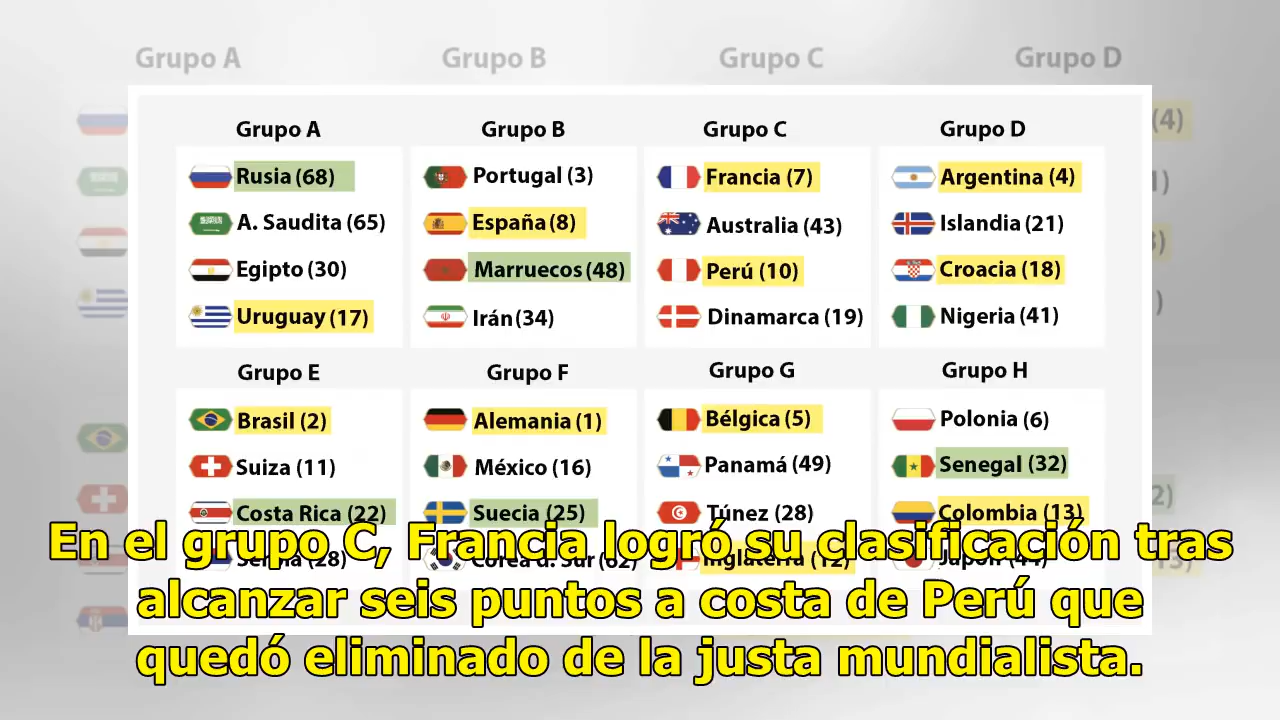 Grupo A
Grupo B
Grupo C
Grupo D
(4)
Grupo A
Grupo B
Grupo C
Grupo D
Rusia (68)
Portugal (3)
Francia (7)
Argentina (4)
A. Saudita (65)
España (8)
Australia (43)
Islandia (21)
Egipto (30)
Marruecos (48)
Perú (10)
Croacia (18)
Uruguay (17)
Irán (34)
Dinamarca (19)
Nigeria (41)
Grupo E
Grupo F
Grupo G
Grupo H
Brasil (2)
Alemania (1)
Bélgica (5)
Polonia (6)
Suiza (11)
México (16)
Panamá (49)
Senegal (32)
Costa Rica (22)
Suecia (25)
Túnez (28)
Colombia (13)
En el grupo C, Francia logró su clasificación tras
alcanzar seis puntos a costa de Perú que
quedó eliminado de la justa mundialista.